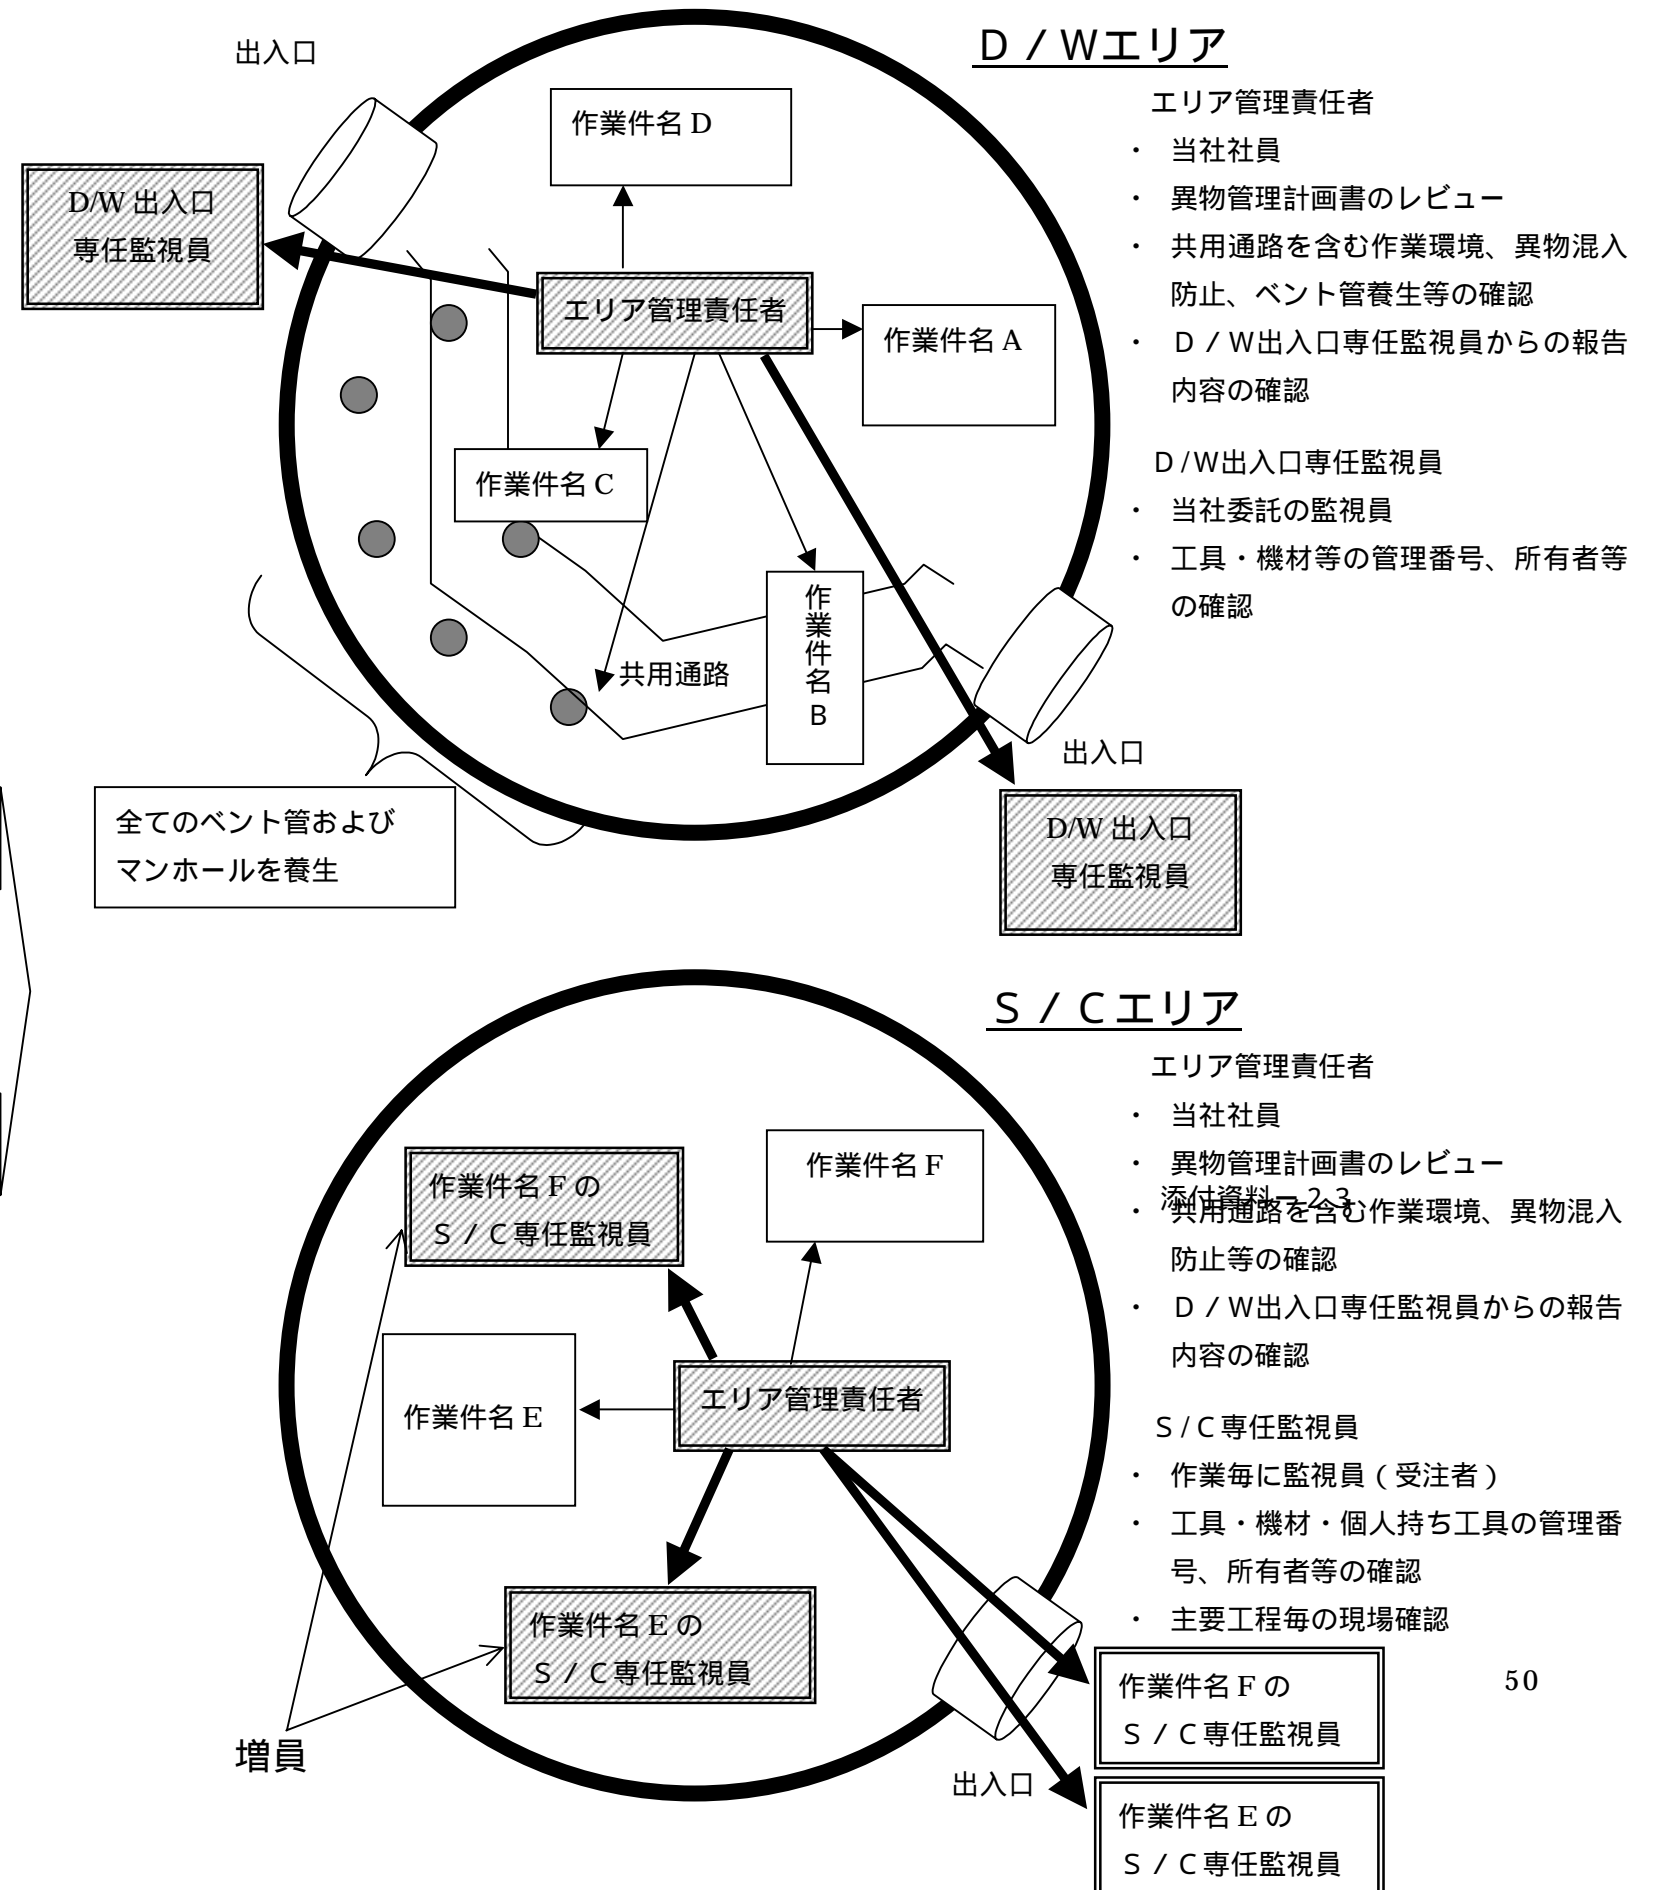 出入口
Ｄ／Ｗエリア
作業件名 D
D/W 出入口
専任監視員
エリア管理責任者
作業件名 A
作業件名 C
作業件名B
共用通路
出入口
全てのベント管および
マンホールを養生
D/W 出入口
専任監視員
エリア管理責任者
・ 当社社員
・ 異物管理計画書のレビュー
・ 共用通路を含む作業環境、異物混入
防止、ベント管養生等の確認
・ Ｄ／Ｗ出入口専任監視員からの報告
内容の確認
Ｄ/Ｗ出入口専任監視員
・ 当社委託の監視員
・ 工具・機材等の管理番号、所有者等
の確認
Ｓ／Ｃエリア
作業件名 F の
Ｓ／Ｃ専任監視員
作業件名 F
作業件名 E
エリア管理責任者
作業件名 E の
Ｓ／Ｃ専任監視員
増員
出入口
エリア管理責任者
・ 当社社員
・ 異物管理計画書のレビュー
添付資料－２３
・ 共用通路を含む作業環境、異物混入
防止等の確認
・ Ｄ／Ｗ出入口専任監視員からの報告
内容の確認
Ｓ/Ｃ専任監視員
・ 作業毎に監視員（受注者）
・ 工具・機材・個人持ち工具の管理番
号、所有者等の確認
・ 主要工程毎の現場確認
作業件名 F の
Ｓ／Ｃ専任監視員
作業件名 E の
Ｓ／Ｃ専任監視員
50